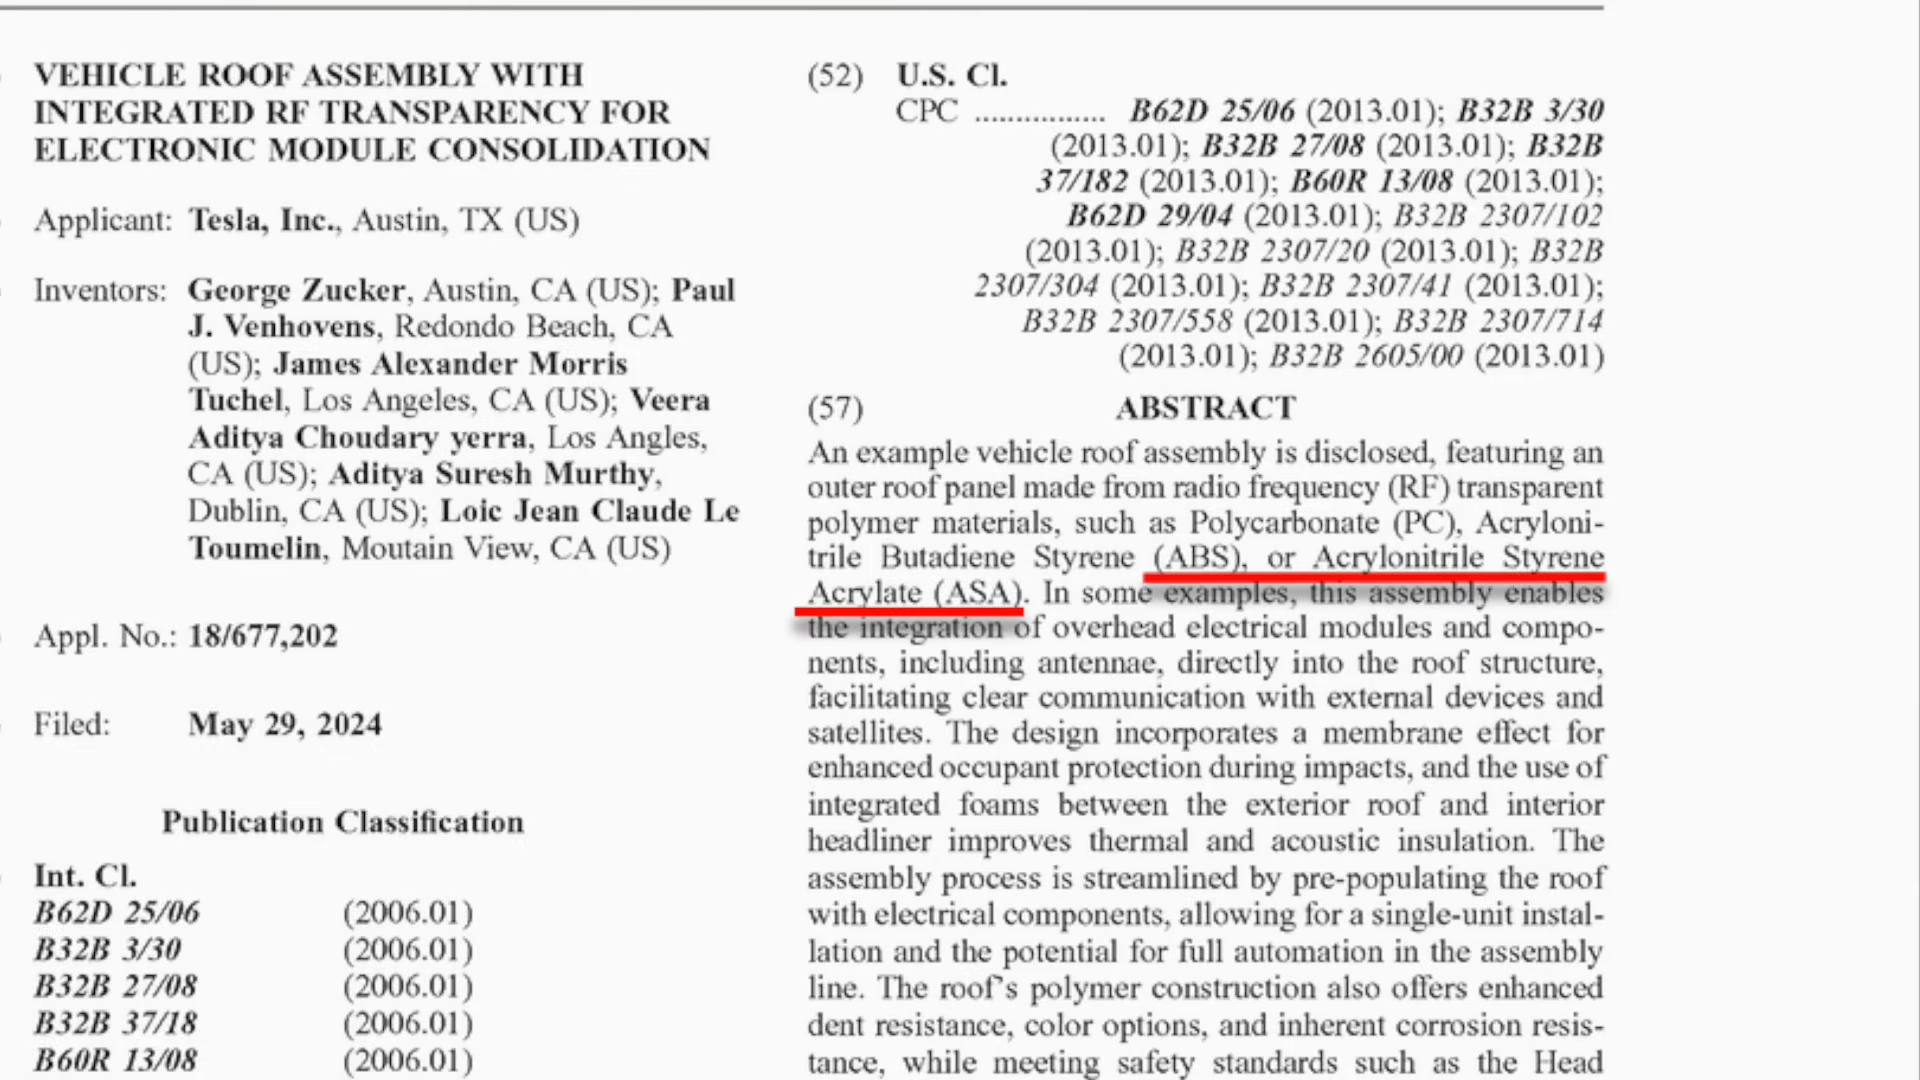 VEHICLE ROOF ASSEMBLY WITH
INTEGRATED RF TRANSPARENCY FOR
ELECTRONIC MODULE CONSOLIDATION
Applicant: Tesla, Inc., Austin, TX (US)
Inventors: George Zucker, Austin, CA (US); Paul
J. Venhovens, Redondo Beach, CA
(US); James Alexander Morris
Tuchel, Los Angeles, CA (US); Veera
Aditya Choudary yerra, Los Angles,
CA (US); Aditya Suresh Murthy,
Dublin, CA (US); Loic Jean Claude Le
Toumelin, Moutain View, CA (US)
Appl. No.: 18/677,202
Filed: May 29, 2024
Publication Classification
Int. Cl.
B62D 25/06 (2006.01)
B32B 3/30 (2006.01)
B32B 27/08 (2006.01)
B32B 37/18 (2006.01)
B60R 13/08 (2006.01)
(52) U.S. Cl.
CPC ................ B62D 25/06 (2013.01); B32B 3/30
(2013.01); B32B 27/08 (2013.01); B32B
37/182 (2013.01); B60R 13/08 (2013.01);
B62D 29/04 (2013.01); B32B 2307/102
(2013.01); B32B 2307/20 (2013.01); B32B
2307/304 (2013.01); B32B 2307/41 (2013.01);
B32B 2307/558 (2013.01); B32B 2307/714
(2013.01); B32B 2605/00 (2013.01)
(57) ABSTRACT
An example vehicle roof assembly is disclosed, featuring an
outer roof panel made from radio frequency (RF) transparent
polymer materials, such as Polycarbonate (PC), Acryloni-
trile Butadiene Styrene (ABS), or Acrylonitrile Styrene
Acrylate (ASA). In some examples, this assembly enables
the integration of overhead electrical modules and compo-
nents, including antennae, directly into the roof structure,
facilitating clear communication with external devices and
satellites. The design incorporates a membrane effect for
enhanced occupant protection during impacts, and the use of
integrated foams between the exterior roof and interior
headliner improves thermal and acoustic insulation. The
assembly process is streamlined by pre-populating the roof
with electrical components, allowing for a single-unit instal-
lation and the potential for full automation in the assembly
line. The roof's polymer construction also offers enhanced
dent resistance, color options, and inherent corrosion resis-
tance, while meeting safety standards such as the Head